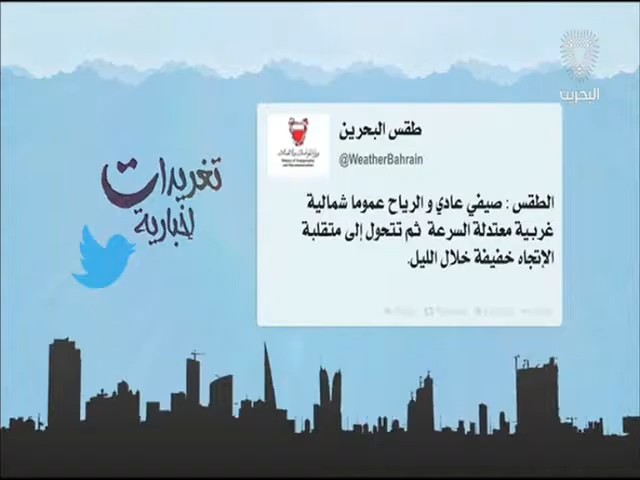 البحرين
طقس البحرين
@WeatherBahrain
تغريدات
إخبارية
الطقس : صيفي عادي و الرياح عموما شمالية
غربية معتدلة السرعة ثم تتحول إلى متقلبة
الإتجاه خفيفة خلال الليل.